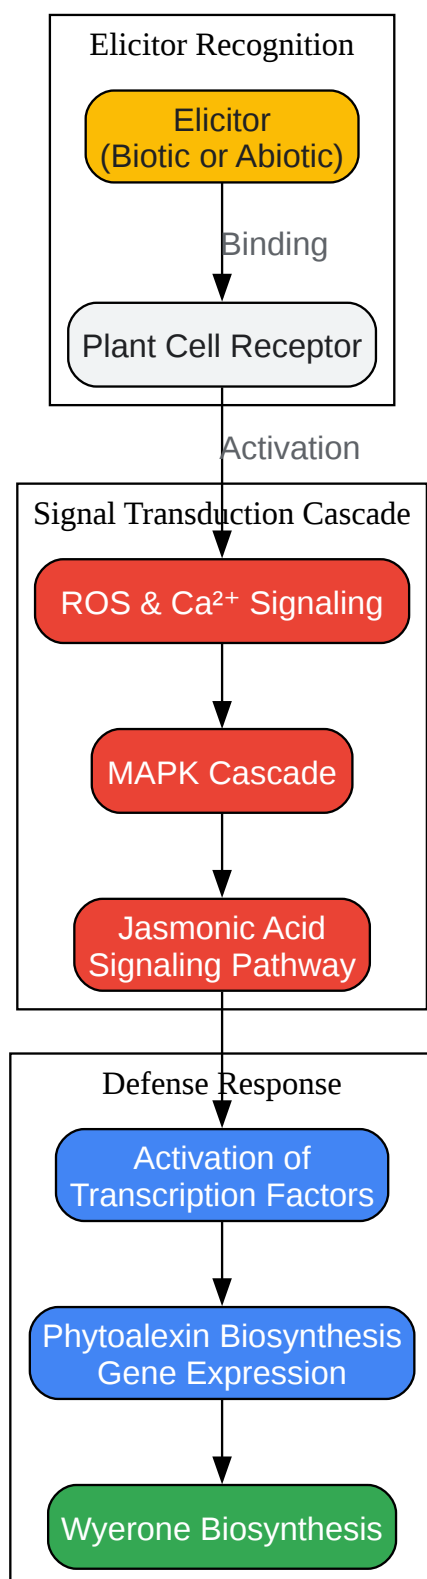 Elicitor Recognition
Elicitor
(Biotic or Abiotic)
Binding
Plant Cell Receptor
Activation
Signal Transduction Cascade
ROS & Ca²⁺ Signaling
MAPK Cascade
Jasmonic Acid
Signaling Pathway
Defense Response
Activation of
Transcription Factors
Phytoalexin Biosynthesis
Gene Expression
Wyerone Biosynthesis